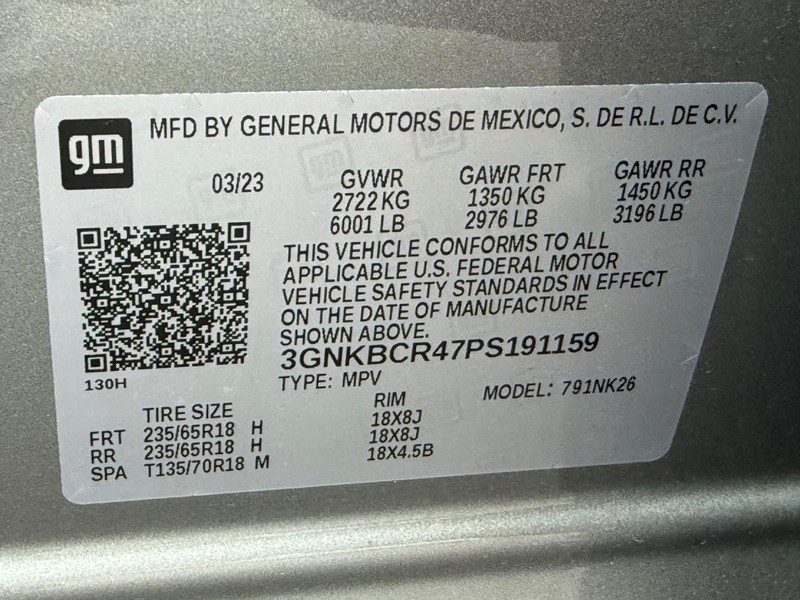 gm MFD BY GENERAL MOTORS DE MEXICO, S. DE R.L. DE C.V.
03/23 GVWR GAWR FRT GAWR RR
2722 KG 1350 KG 1450 KG
6001 LB 2976 LB 3196 LB
THIS VEHICLE CONFORMS TO ALL
APPLICABLE U.S. FEDERAL MOTOR
VEHICLE SAFETY STANDARDS IN EFFECT
ON THE DATE OF MANUFACTURE
SHOWN ABOVE.
3GNKBCR47PS191159
130H
TYPE: MPV MODEL: 791NK26
TIRE SIZE RIM
FRT 235/65R18 H 18X8J
RR 235/65R18 H 18X8J
SPA T135/70R18 M 18X4.5B